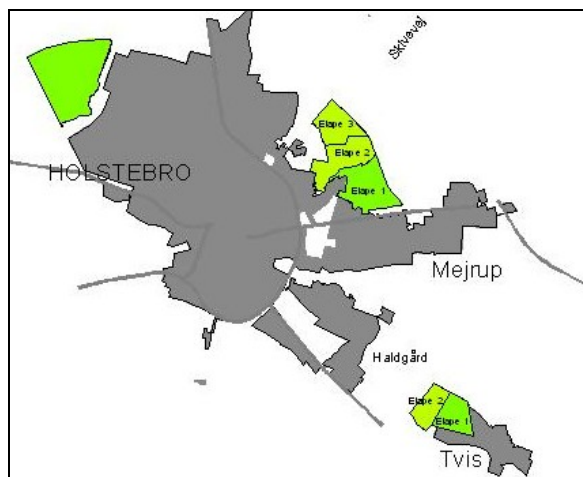 Skivevej
Etape 3
Etape 2
Etape 1
HOLSTEBRO
Mejrup
Haldgård
Etape 2
Etape 1
Tvis